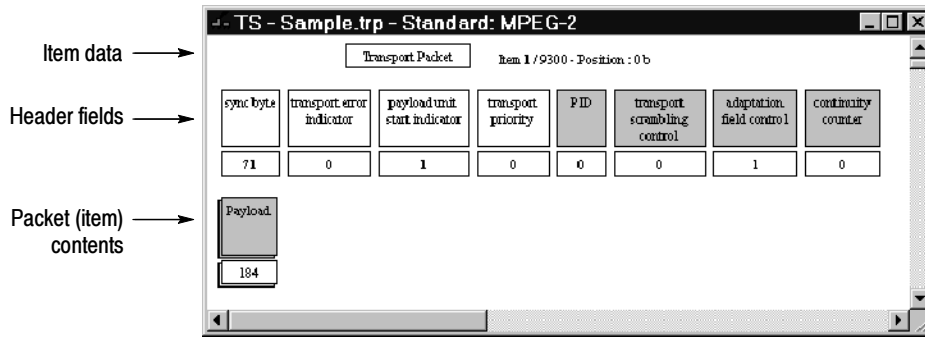 TS - Sample.trp - Standard: MPEG-2
Item data
Transport Packet
Item 1 / 9300 - Position : 0 b
Header fields
sync byte
transport error
indicator
payload unit
start indicator
transport
priority
PID
transport
scrambling
control
adaptation
field control
continuity
counter
71
0
1
0
0
0
1
0
Packet (item)
contents
Payload
184